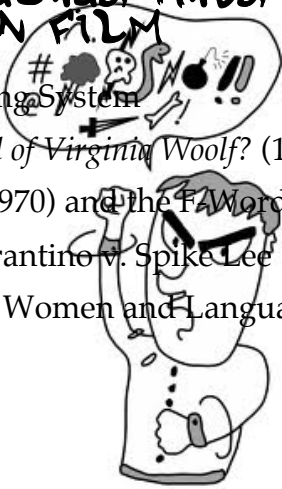 N FILM
ng System
of Virginia Woolf? (1
970) and the F-Word
rantino v. Spike Lee
Women and Langua